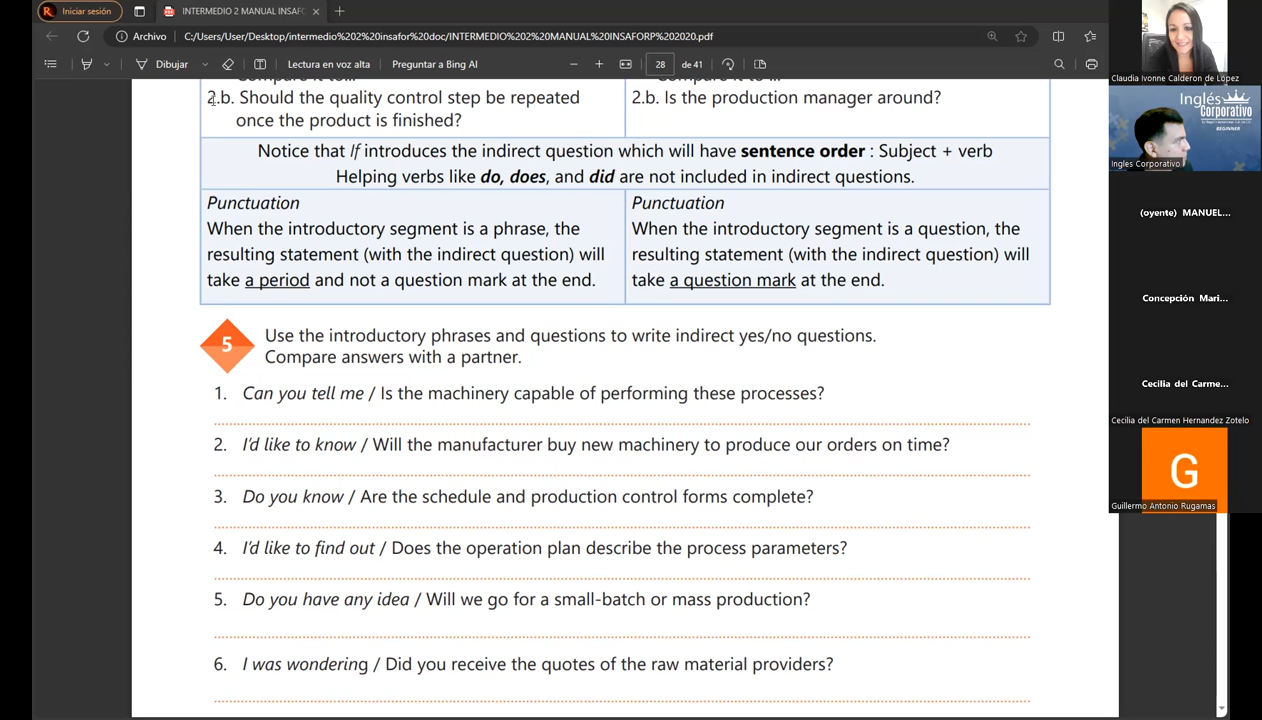 Iniciar sesión
INTERMEDIO 2 MANUAL INSAFOR
Archivo
C:/Users/User/Desktop/intermedio%202%20insafor%20doc/INTERMEDIO%202%20MANUAL%20INSAFORP%202020.pdf
Dibujar
Lectura en voz alta
Preguntar a Bing AI
28
de 41
2.b. Should the quality control step be repeated
once the product is finished?
2.b. Is the production manager around?
Notice that If introduces the indirect question which will have sentence order : Subject + verb
Helping verbs like do, does, and did are not included in indirect questions.
Punctuation
When the introductory segment is a phrase, the
resulting statement (with the indirect question) will
take a period and not a question mark at the end.
Punctuation
When the introductory segment is a question, the
resulting statement (with the indirect question) will
take a question mark at the end.
5
Use the introductory phrases and questions to write indirect yes/no questions.
Compare answers with a partner.
1. Can you tell me / Is the machinery capable of performing these processes?
2. I'd like to know / Will the manufacturer buy new machinery to produce our orders on time?
3. Do you know / Are the schedule and production control forms complete?
4. I'd like to find out / Does the operation plan describe the process parameters?
5. Do you have any idea / Will we go for a small-batch or mass production?
6. I was wondering / Did you receive the quotes of the raw material providers?
Claudia Ivonne Calderon de Lopez
Inglés
Corporativo
BEGINNER
Ingles Corporativo
(oyente) MANUEL...
Concepción Mari...
Cecilia del Carme...
Cecilia del Carmen Hernandez Zotelo
G
Guillermo Antonio Rugamas